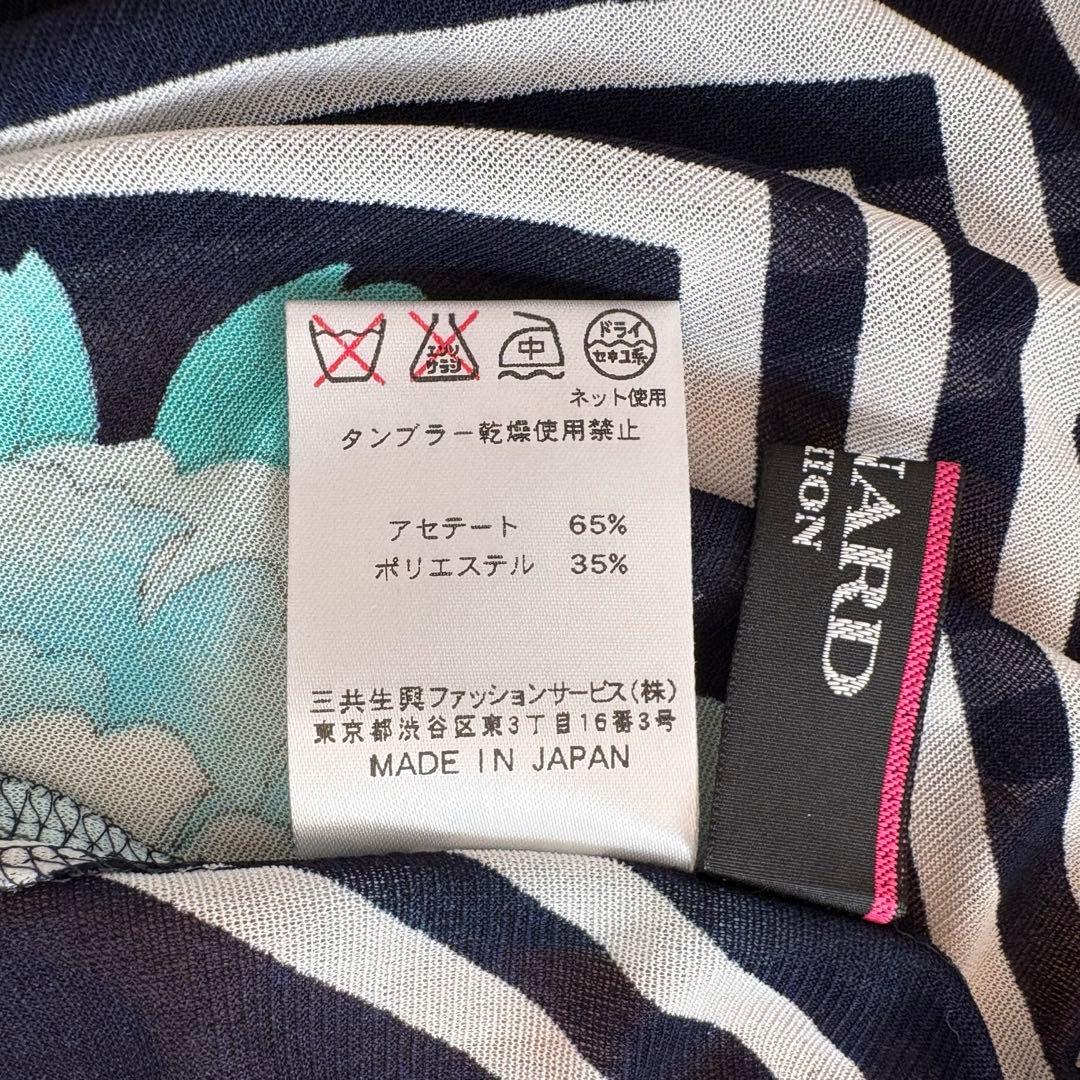 エンソ
サラシ
中
ドライ
セキユ系
ネット使用
タンブラー乾燥使用禁止
アセテート 65%
ポリエステル 35%
三共生興ファッションサービス(株)
東京都渋谷区東3丁目16番3号
MADE IN JAPAN
NARD
HION